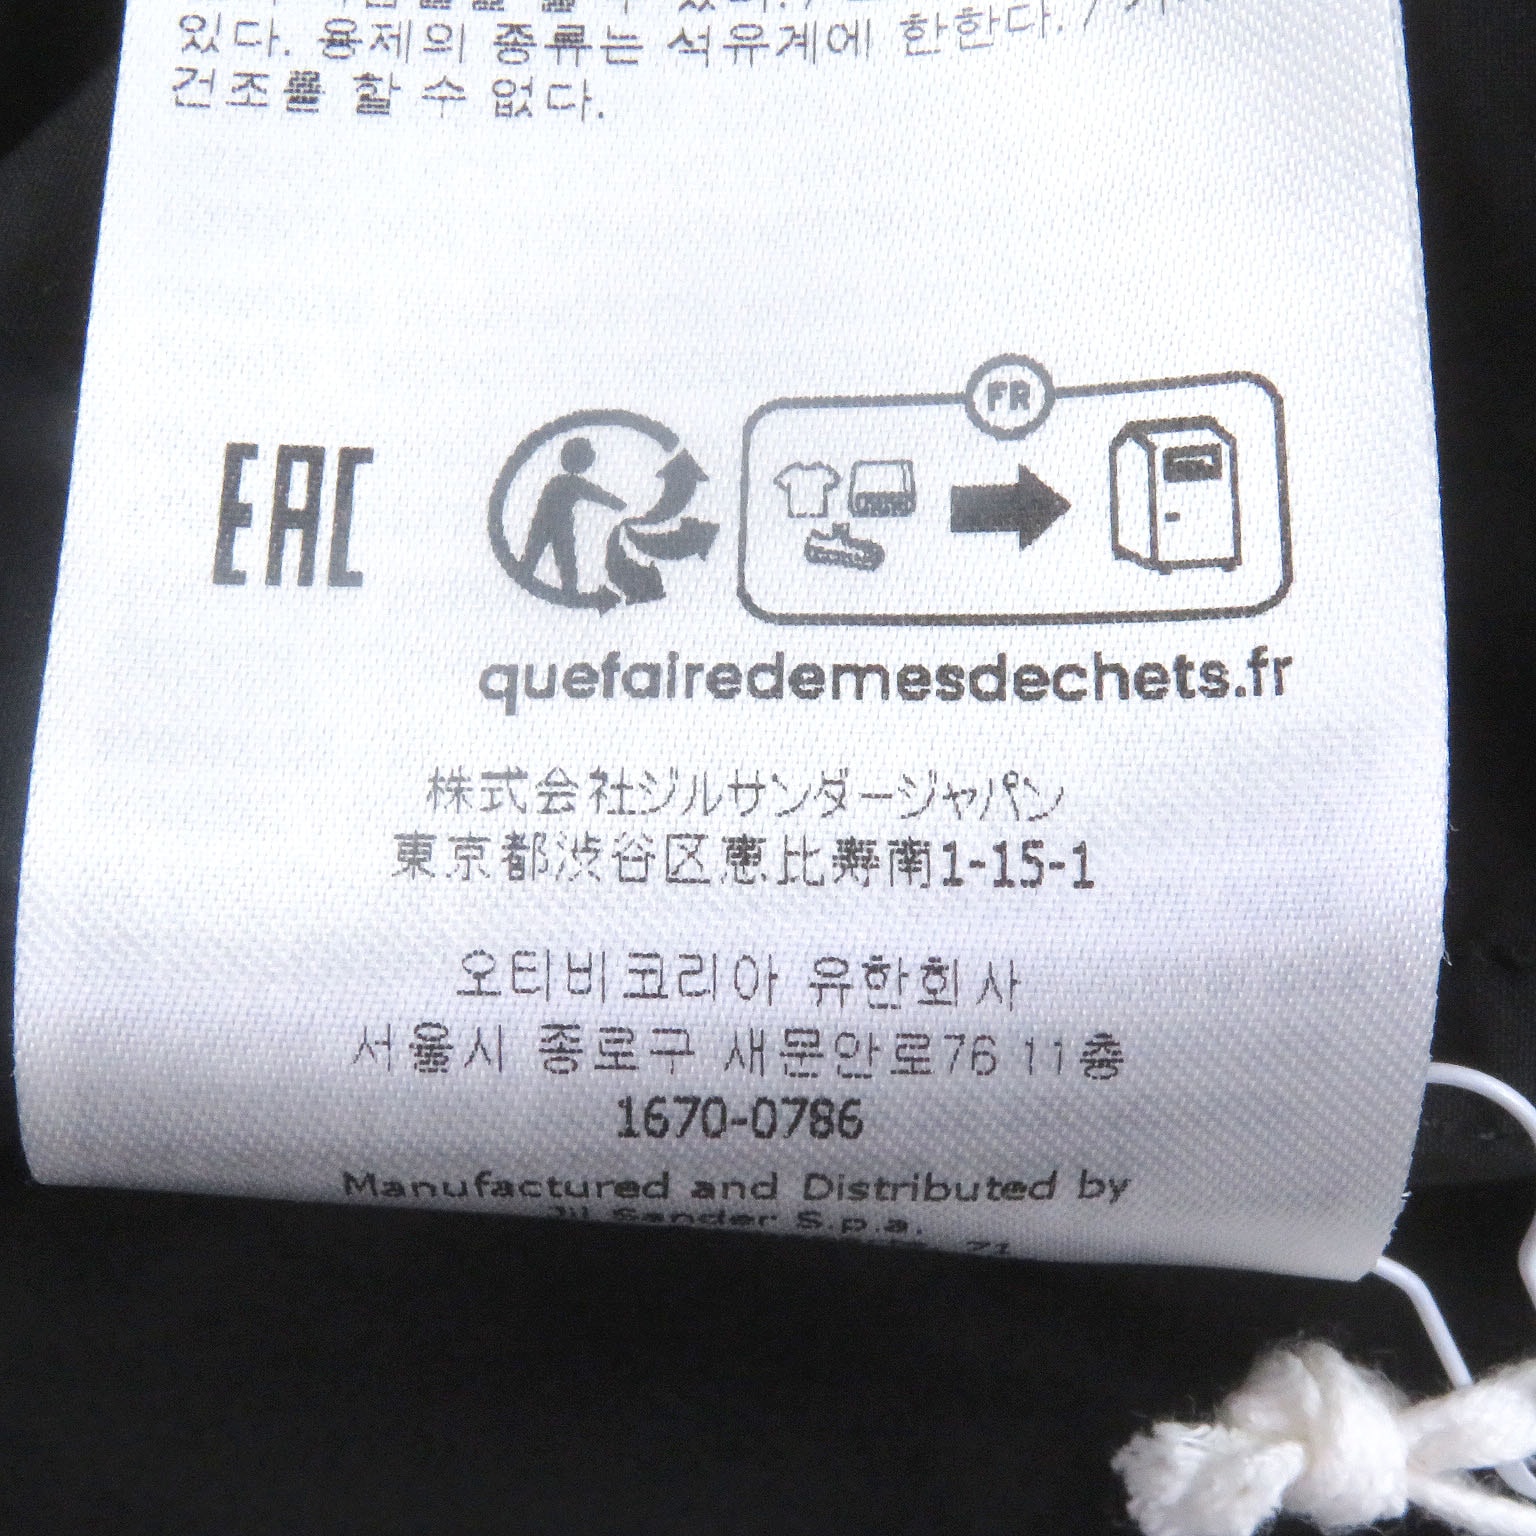 있다. 용제의 종류는 석유계에 한한다. /
건조를 할 수 없다.
FR
EAC
quefairedemesdechets.fr
株式会社ジルサンダージャパン
東京都渋谷区恵比寿南1-15-1
오티비코리아 유한회사
서울시 종로구 새문안로76 11층
1670-0786
Manufactured and Distributed by
Jil Sander S.p.a.